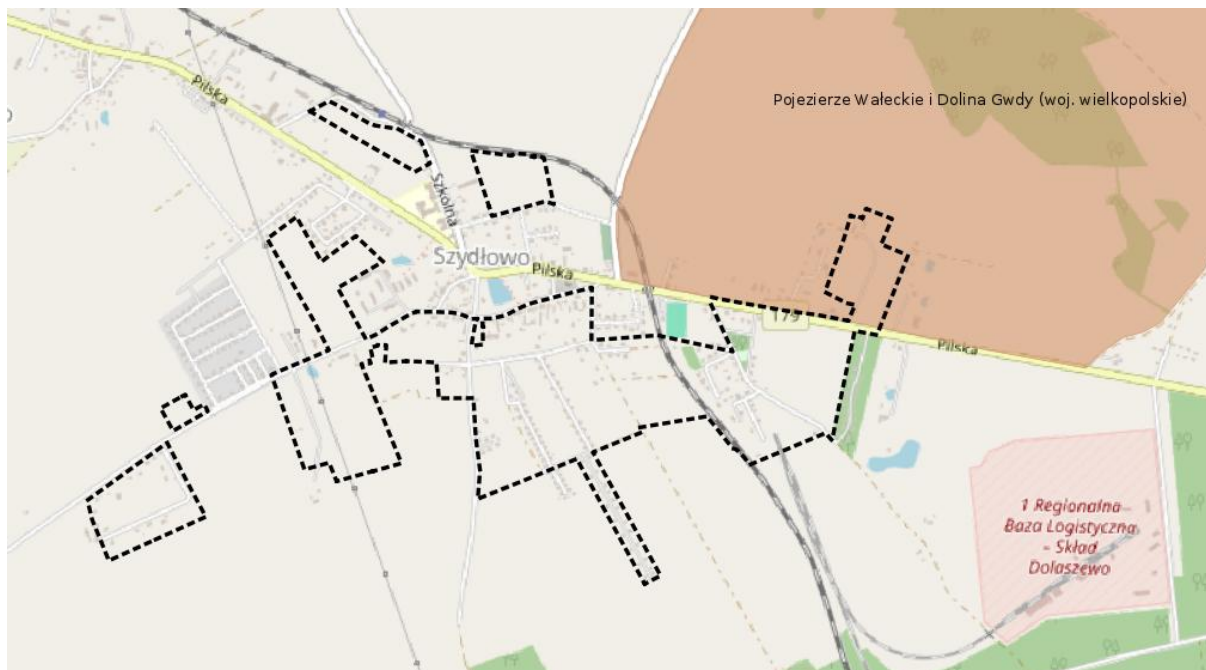 Pilska
Pojezierze Wałeckie i Dolina Gwdy (woj. wielkopolskie)
Szkolna
Szydłowo
Pilska
179
Pilska
1 Regionalna
Baza Logistyczna
- Skład
Dolaszewo